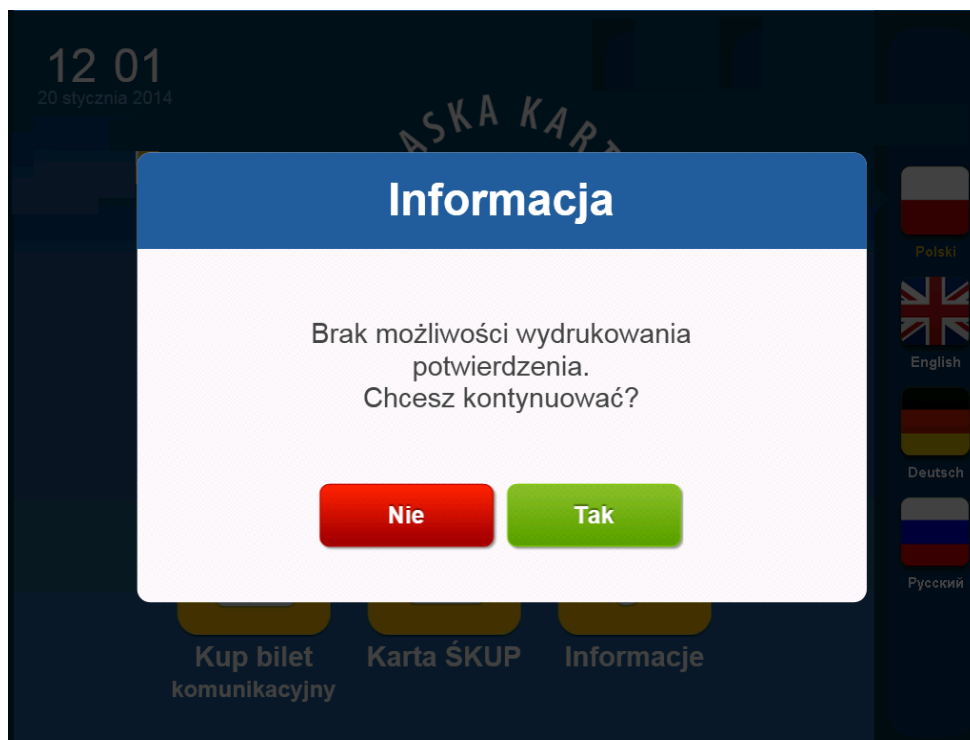 12 01
20 stycznia 2014
ASKA KART
Informacja
Brak możliwości wydrukowania
potwierdzenia.
Chcesz kontynuować?
Nie
Tak
Kup bilet
komunikacyjny
Karta ŚKUP
Informacje
Polski
English
Deutsch
Русский